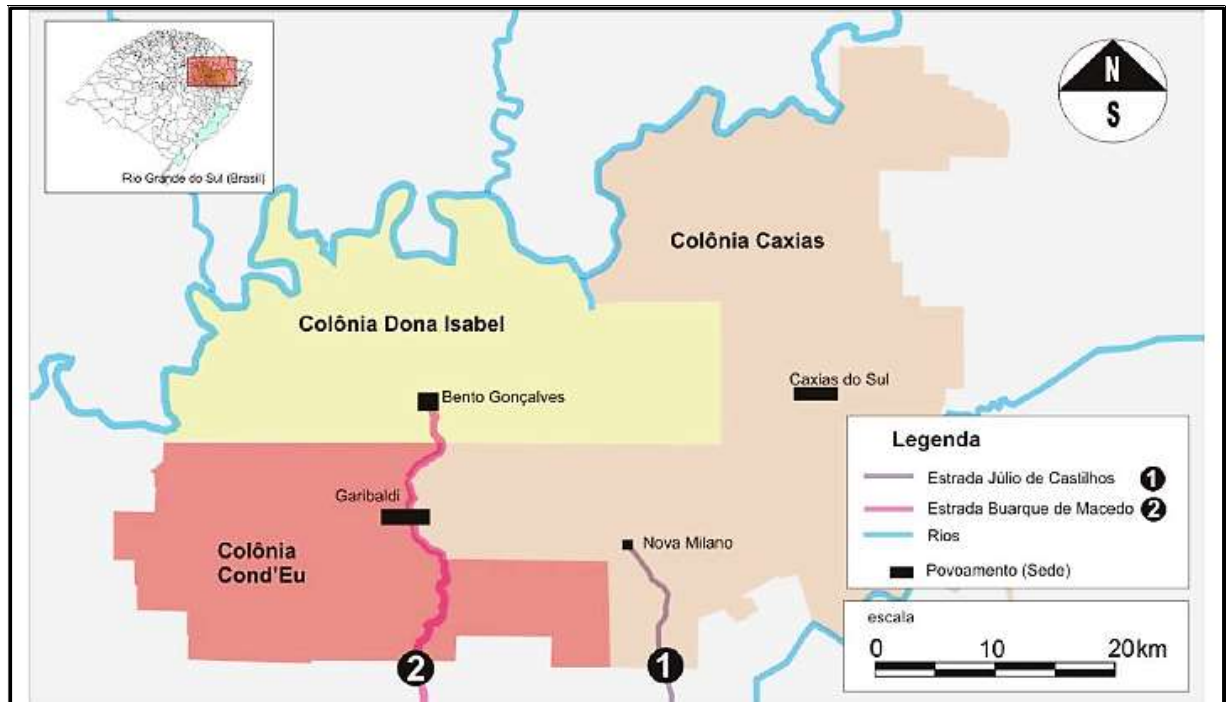 Rio Grande do Sul (Brasil)
N
S
Colônia Caxias
Colônia Dona Isabel
Caxias do Sul
Bento Gonçalves
Garibaldi
Nova Milano
Colônia
Cond'Eu
2
1
Legenda
Estrada Júlio de Castilhos 1
Estrada Buarque de Macedo 2
Rios
Povoamento (Sede)
escala
0 10 20km